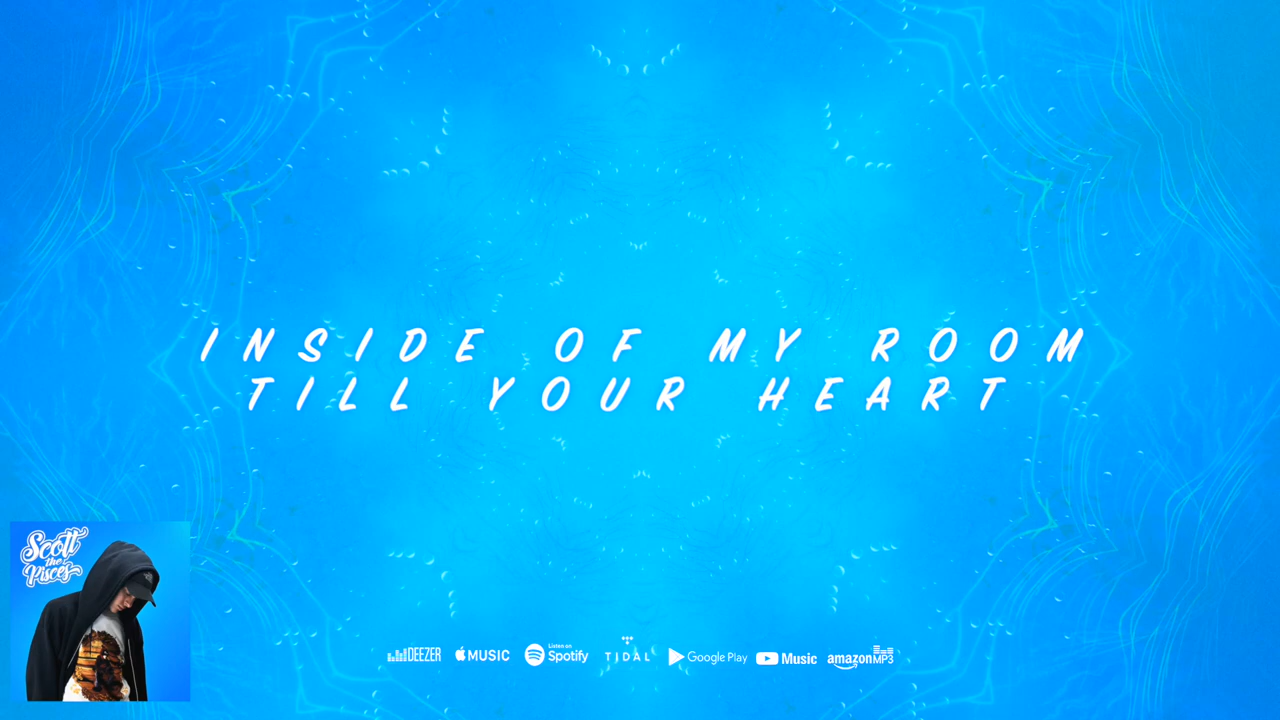 INSIDE OF MY ROOM
TILL YOUR HEART
Scott
the
Pisces
DEEZER
MUSIC
Listen on
Spotify
TIDAL
Google Play
Music
amazonMP3